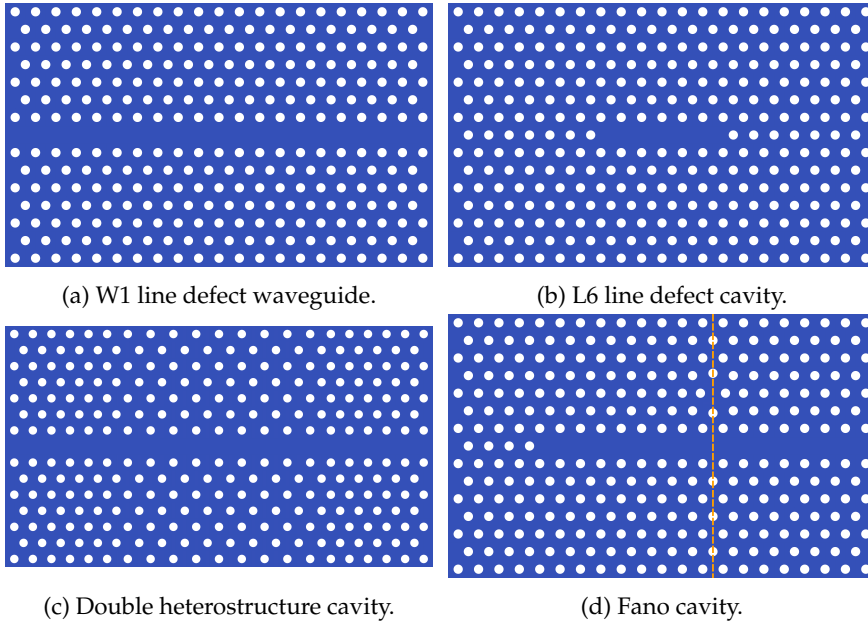 (a) W1 line defect waveguide.
(b) L6 line defect cavity.
(c) Double heterostructure cavity.
(d) Fano cavity.